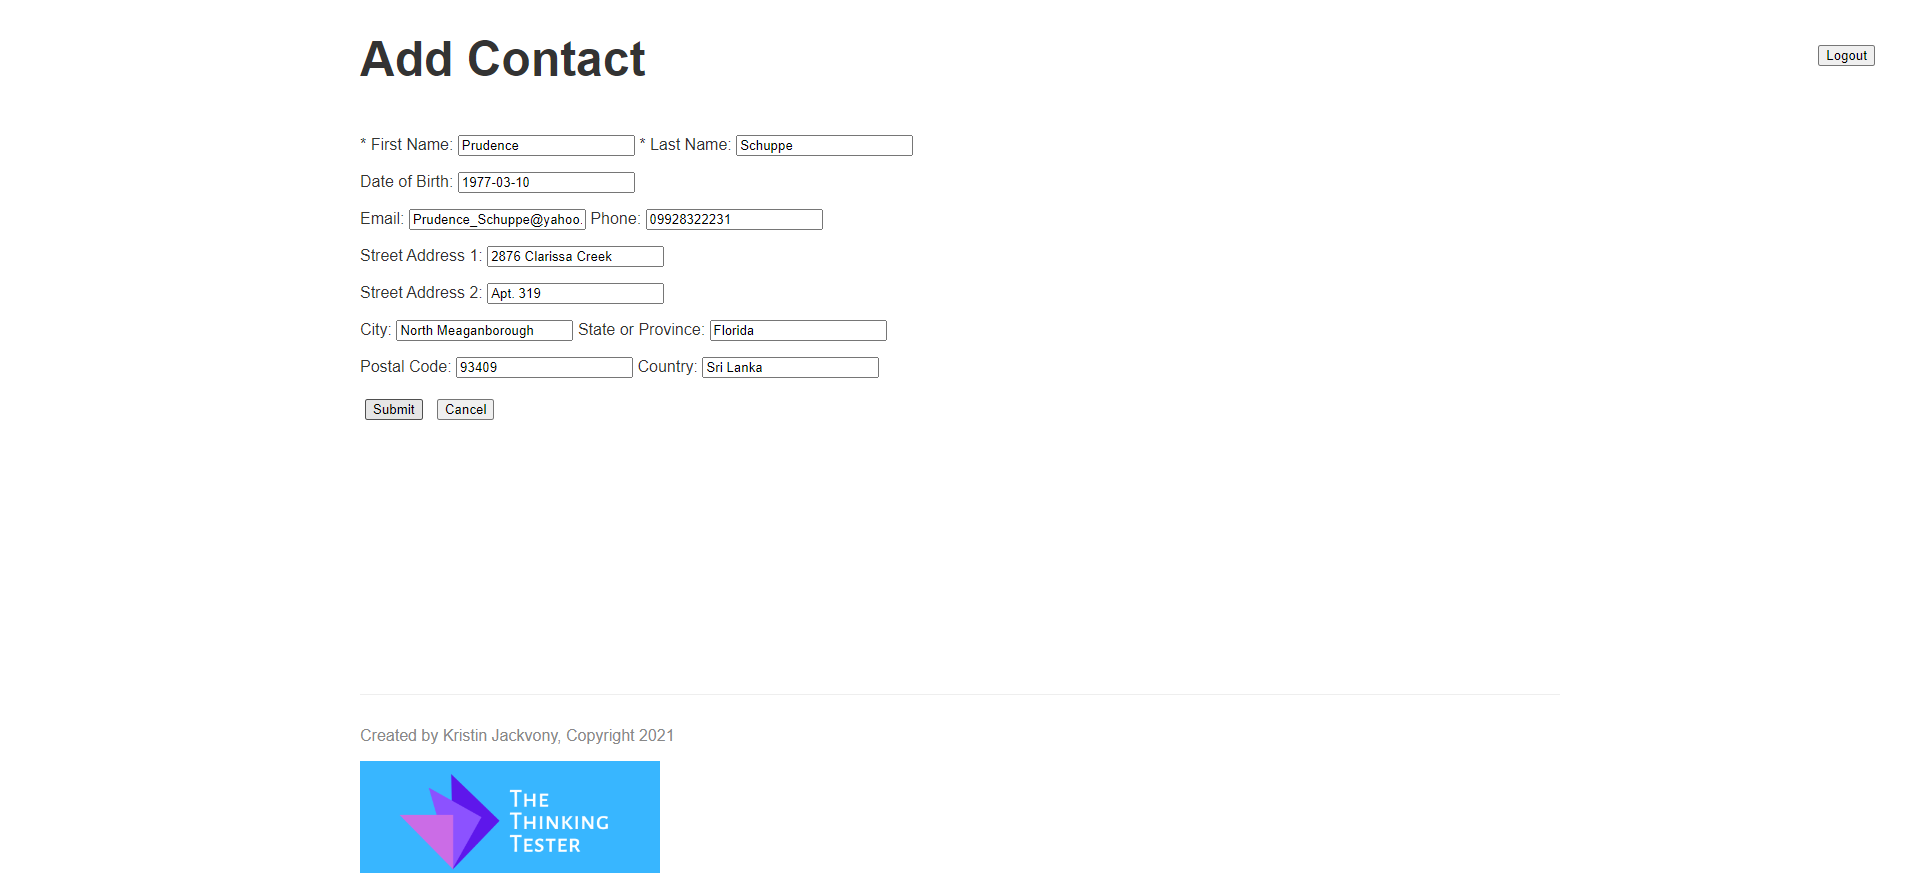 Add Contact
Logout
* First Name: Prudence * Last Name: Schuppe
Date of Birth: 1977-03-10
Email: Prudence_Schuppe@yahoo. Phone: 09928322231
Street Address 1: 2876 Clarissa Creek
Street Address 2: Apt. 319
City: North Meaganborough State or Province: Florida
Postal Code: 93409 Country: Sri Lanka
Submit Cancel
Created by Kristin Jackvony, Copyright 2021
THE
THINKING
TESTER